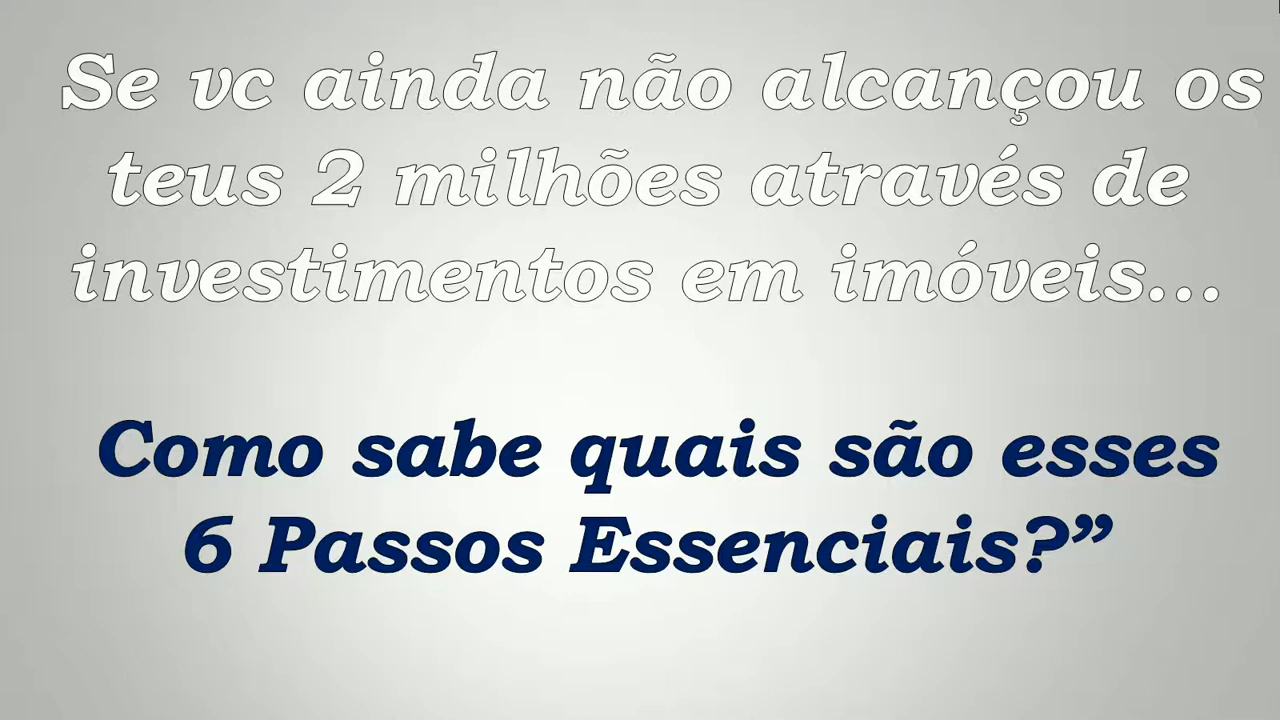 Se vc ainda não alcançou os
teus 2 milhões através de
investimentos em imóveis...
Como sabe quais são esses
6 Passos Essenciais?”